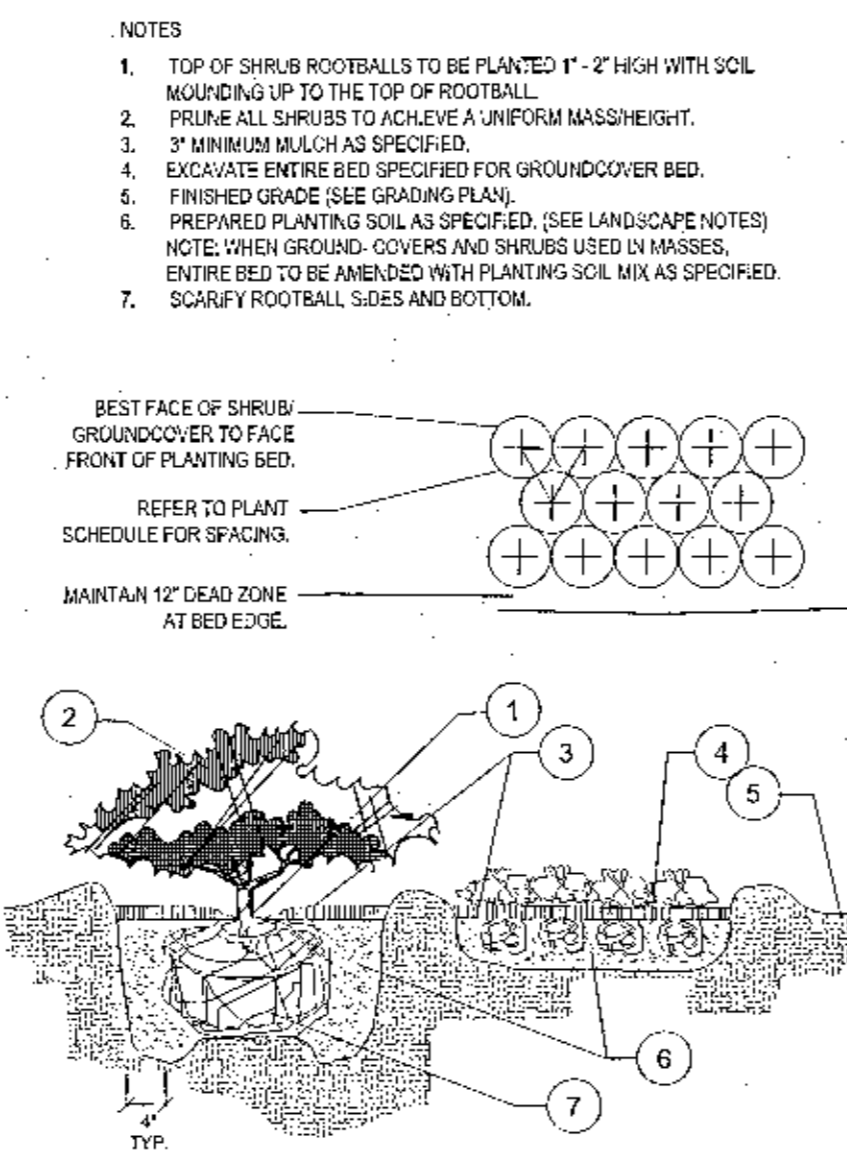 NOTES
1. TOP OF SHRUB ROOTBALLS TO BE PLANTED 1" - 2" HIGH WITH SOIL
MOUNDING UP TO THE TOP OF ROOTBALL.
2. PRUNE ALL SHRUBS TO ACHIEVE A UNIFORM MASS/HEIGHT.
3. 3" MINIMUM MULCH AS SPECIFIED.
4. EXCAVATE ENTIRE BED SPECIFIED FOR GROUNDCOVER BED.
5. FINISHED GRADE (SEE GRADING PLAN).
6. PREPARED PLANTING SOIL AS SPECIFIED. (SEE LANDSCAPE NOTES)
NOTE: WHEN GROUND- COVERS AND SHRUBS USED IN MASSES,
ENTIRE BED TO BE AMENDED WITH PLANTING SOIL MIX AS SPECIFIED.
7. SCARIFY ROOTBALL SIDES AND BOTTOM.
BEST FACE OF SHRUB/
GROUNDCOVER TO FACE
FRONT OF PLANTING BED.
REFER TO PLANT
SCHEDULE FOR SPACING.
MAINTAIN 12" DEAD ZONE
AT BED EDGE.
2
1
3
4
5
6
7
4"
TYP.